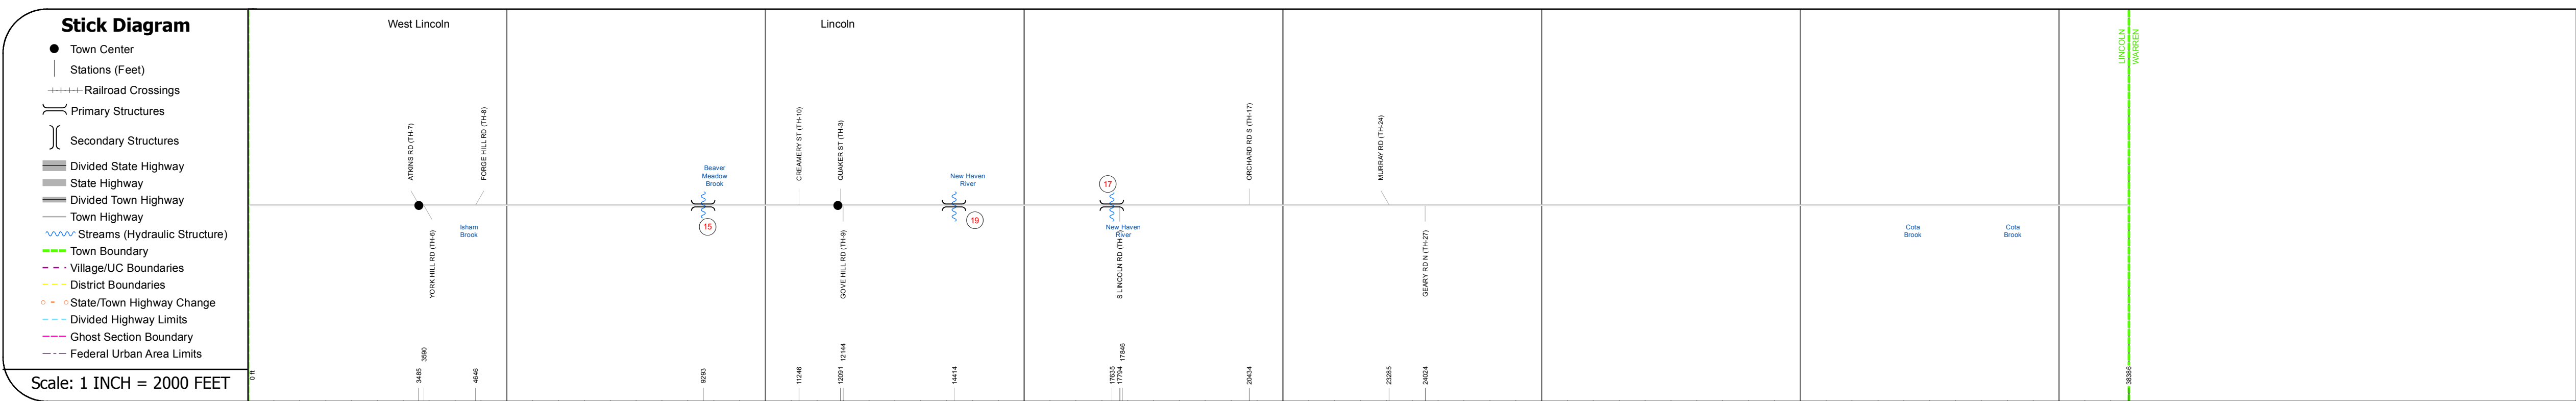 Stick Diagram
Town Center
Stations (Feet)
Railroad Crossings
Primary Structures
Secondary Structures
Divided State Highway
State Highway
Divided Town Highway
Town Highway
Streams (Hydraulic Structure)
Town Boundary
Village/UC Boundaries
District Boundaries
State/Town Highway Change
Divided Highway Limits
Ghost Section Boundary
Federal Urban Area Limits
Scale: 1 INCH = 2000 FEET
West Lincoln
Lincoln
LINCOLN
WARREN
ATKINS RD (TH-7)
FORGE HILL RD (TH-8)
CREAMERY ST (TH-10)
QUAKER ST (TH-3)
ORCHARD RD S (TH-17)
MURRAY RD (TH-24)
Beaver
Meadow
Brook
New Haven
River
17
15
19
YORK HILL RD (TH-6)
Isham
Brook
GOVE HILL RD (TH-9)
New Haven
River
S LINCOLN RD (TH-
GEARY RD N (TH-27)
Cota
Brook
Cota
Brook
0 ft
3485
3590
4646
9293
11246
12091
12144
14414
17635
17794
17846
20434
23285
24024
38386